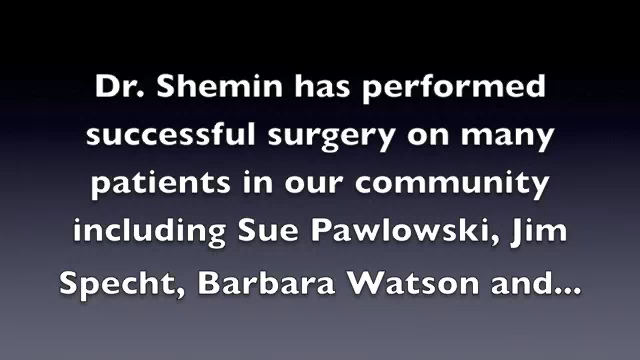 Dr. Shemin has performed
successful surgery on many
patients in our community
including Sue Pawlowski, Jim
Specht, Barbara Watson and...